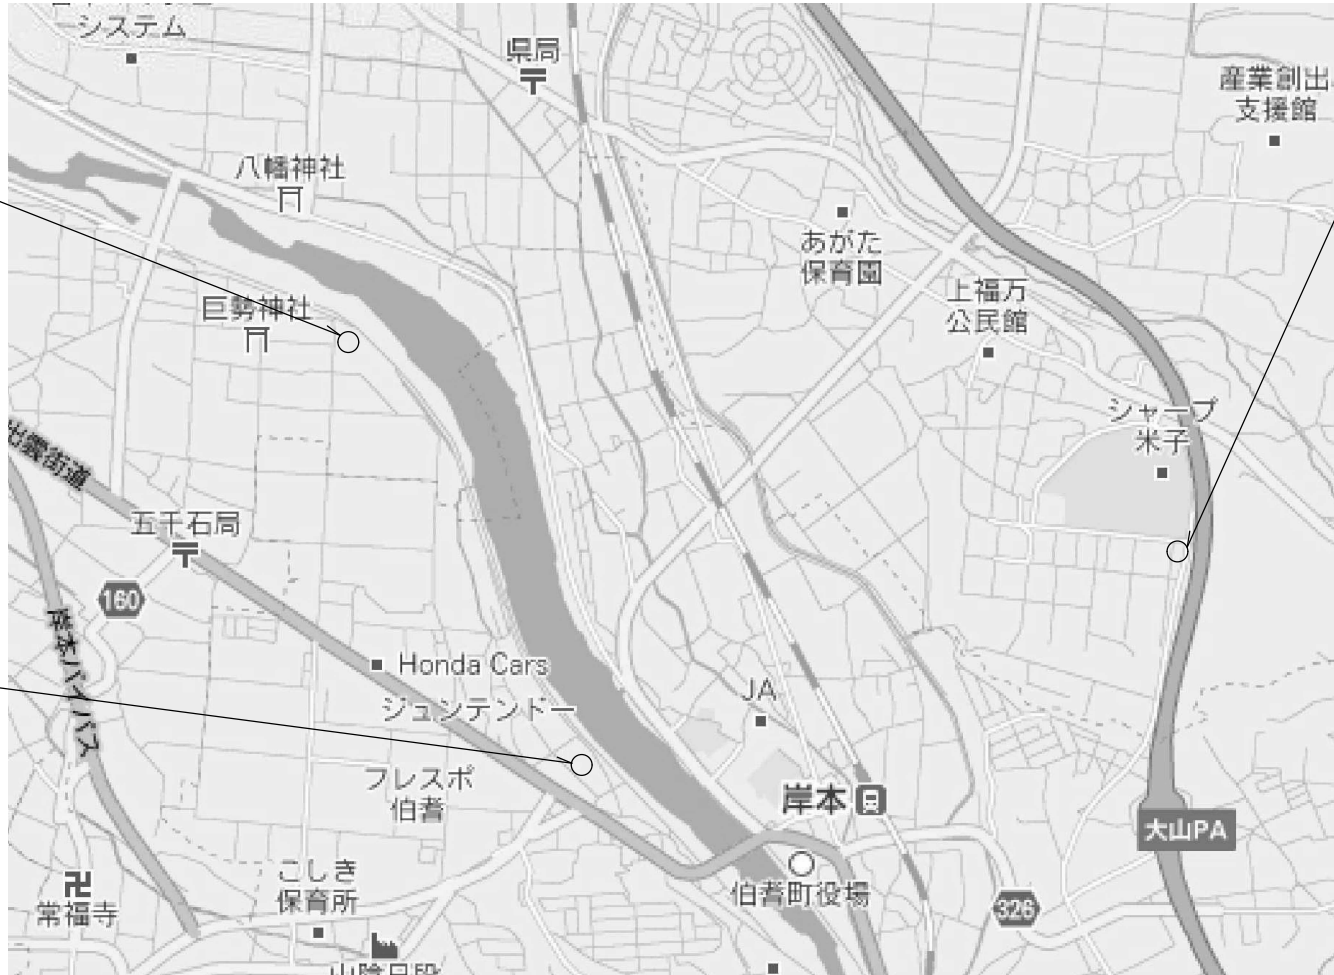 システム
県局
産業創出
支援館
八幡神社
あがた
保育園
上福万
公民館
巨勢神社
シャープ
米子
出雲街道
五千石局
160
岸本バイパス
Honda Cars
ジュンテンドー
JA
フレスポ
伯耆
岸本
大山PA
こしき
保育所
伯耆町役場
常福寺
326